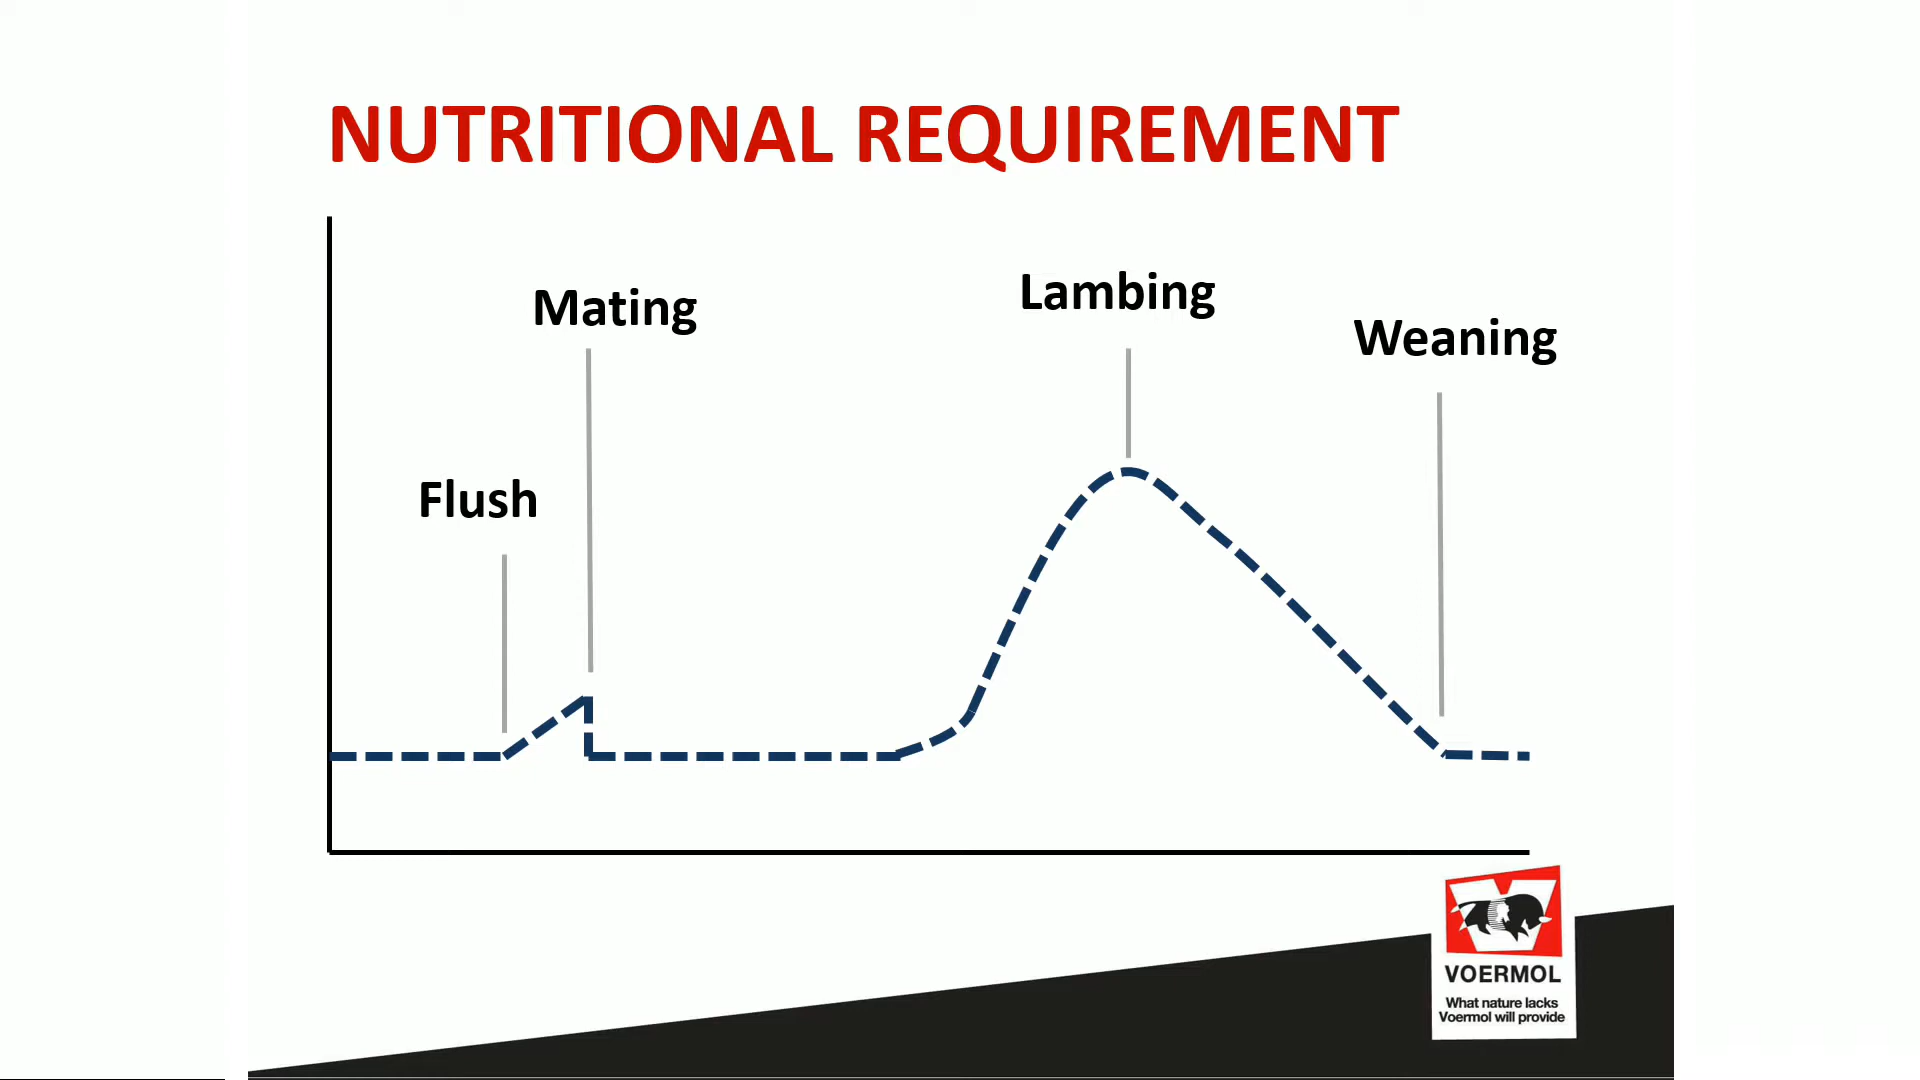 NUTRITIONAL REQUIREMENT
Mating
Lambing
Weaning
Flush
VOERMOL
What nature lacks
Voermol will provide